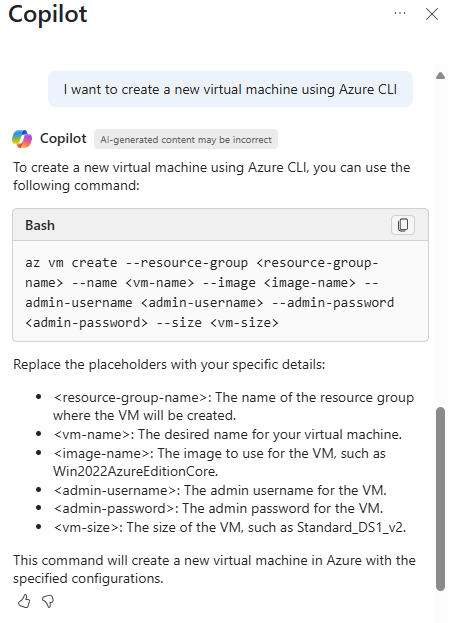 Copilot
I want to create a new virtual machine using Azure CLI
Copilot AI-generated content may be incorrect
To create a new virtual machine using Azure CLI, you can use the
following command:
Bash
az vm create --resource-group <resource-group-
name> --name <vm-name> --image <image-name> --
admin-username <admin-username> --admin-password
<admin-password> --size <vm-size>
Replace the placeholders with your specific details:
• <resource-group-name>: The name of the resource group
where the VM will be created.
• <vm-name>: The desired name for your virtual machine.
• <image-name>: The image to use for the VM, such as
Win2022AzureEditionCore.
• <admin-username>: The admin username for the VM.
• <admin-password>: The admin password for the VM.
• <vm-size>: The size of the VM, such as Standard_DS1_v2.
This command will create a new virtual machine in Azure with the
specified configurations.